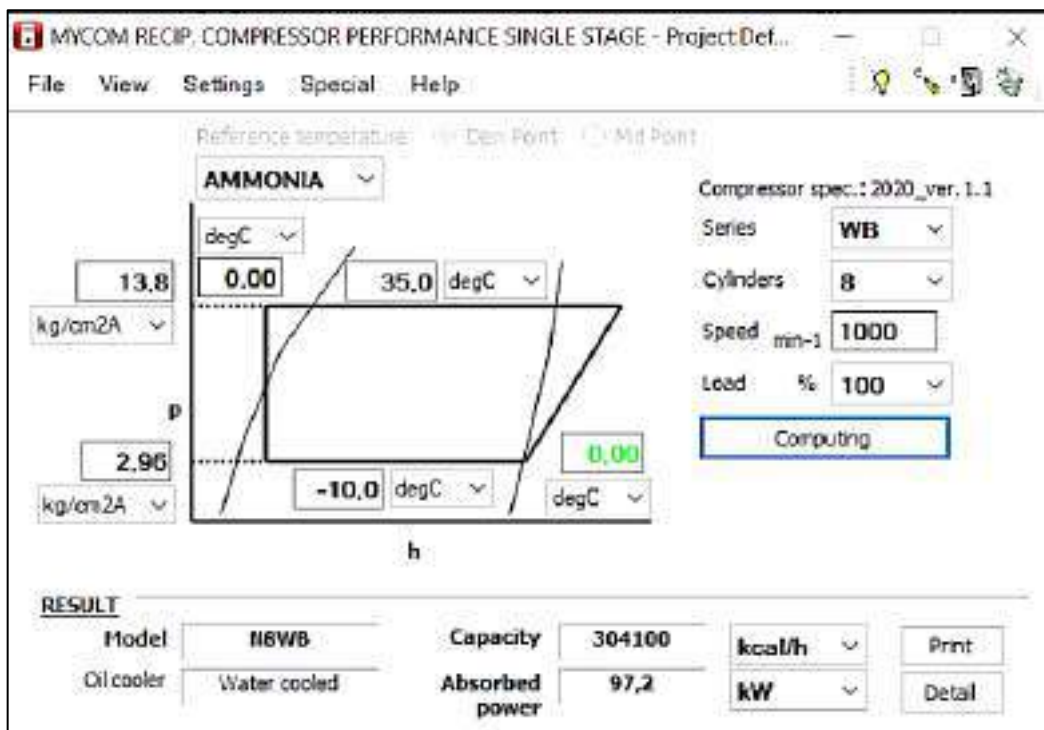 MYCOM RECIP. COMPRESSOR PERFORMANCE SINGLE STAGE - Project:Def...
File View Settings Special Help
Reference temperature Dew Point Mid Point
AMMONIA
Compressor spec.: 2020_ver.1.1
degC
Series WB
13.8 0.00 35.0 degC
Cylinders 8
kg/cm2A
Speed min-1 1000
Load % 100
p
Computing
2.96 0.00
-10.0 degC
kg/cm2A degC
h
RESULT
Model N8WB Capacity 304100 kcal/h Print
Oil cooler Water cooled Absorbed power 97,2 kW Detail